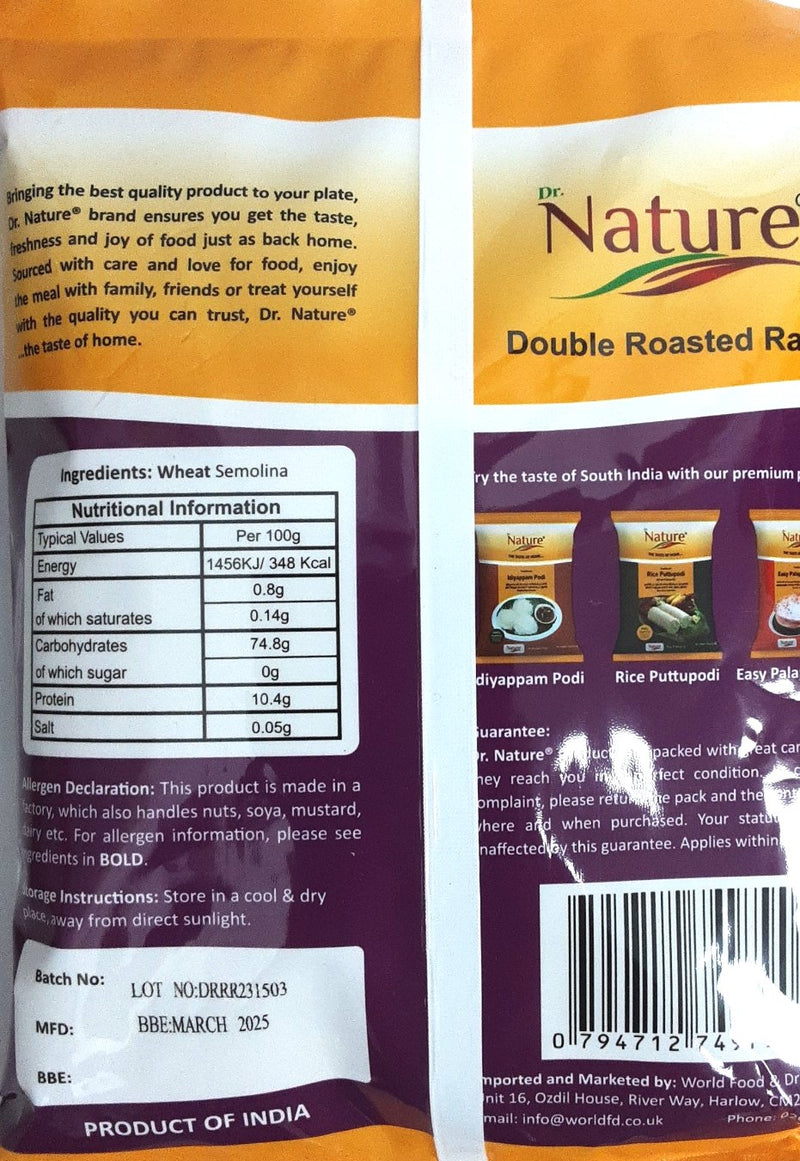 Bringing the best quality product to your plate,
Dr. Nature® brand ensures you get the taste,
freshness and joy of food just as back home.
Sourced with care and love for food, enjoy
the meal with family, friends or treat yourself
with the quality you can trust, Dr. Nature®
...the taste of home.
Ingredients: Wheat Semolina
Nutritional Information
Typical Values Per 100g
Energy 1456KJ/ 348 Kcal
Fat 0.8g
of which saturates 0.14g
Carbohydrates 74.8g
of which sugar 0g
Protein 10.4g
Salt 0.05g
Allergen Declaration: This product is made in a
factory, which also handles nuts, soya, mustard,
dairy etc. For allergen information, please see
ingredients in BOLD.
Storage Instructions: Store in a cool & dry
place, away from direct sunlight.
Batch No: LOT NO:DRRR231503
MFD: BBE:MARCH 2025
BBE:
PRODUCT OF INDIA
Dr.
Nature
Double Roasted Ra
ry the taste of South India with our premium
Nature®
Idiyappam Podi
Nature®
Rice Puttupodi
Easy Pala
diyappam Podi Rice Puttupodi Easy Pala
Guarantee:
Dr. Nature® packed with
hey reach you condition.
omplaint, please the pack and the
where and when purchased. Your
naffected by this guarantee. Applies within
0 794712
mported and Marketed by: World Food & Dr
Unit 16, Ozdil House, River Way, Harlow, CM2
mail: info@worldfd.co.uk Phone: